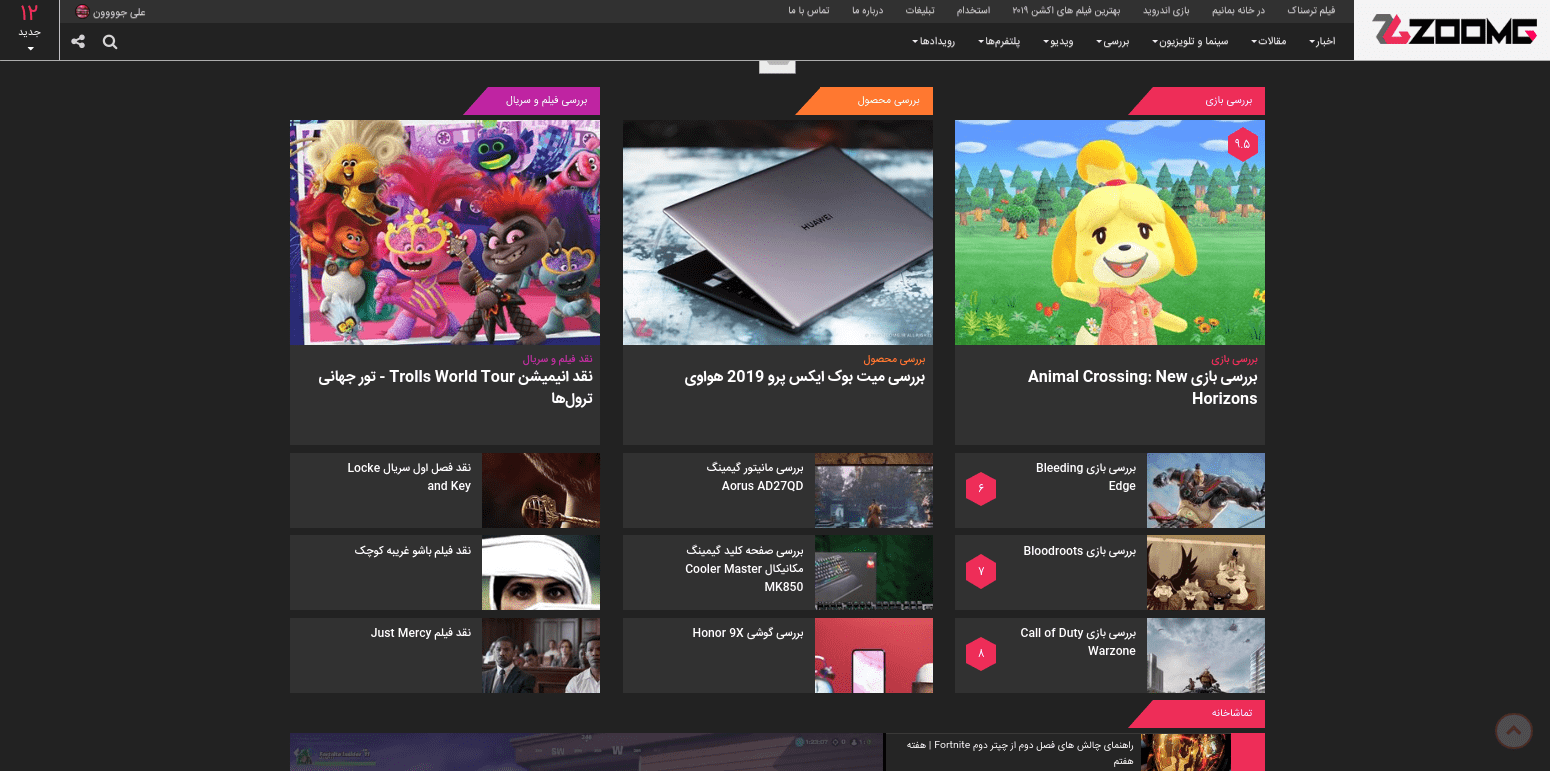 ZOOMG
فیلم ترسناک
در خانه بمانیم
بازی اندروید
بهترین فیلم های اکشن ۲۰۱۹
استخدام
تبلیغات
درباره ما
تماس با ما
علی جوووون
۱۲
جدید
اخبار
مقالات
سینما و تلویزیون
بررسی
ویدیو
پلتفرم‌ها
رویدادها
بررسی بازی
۹.۵
بررسی بازی
بررسی بازی Animal Crossing: New
Horizons
بررسی بازی Bleeding
Edge
۶
بررسی بازی Bloodroots
۷
بررسی بازی Call of Duty
Warzone
۸
بررسی محصول
HUAWEI
بررسی محصول
بررسی میت بوک ایکس پرو 2019 هواوی
بررسی مانیتور گیمینگ
Aorus AD27QD
بررسی صفحه کلید گیمینگ
مکانیکال Cooler Master
MK850
بررسی گوشی Honor 9X
بررسی فیلم و سریال
نقد فیلم و سریال
نقد انیمیشن Trolls World Tour - تور جهانی
ترول‌ها
نقد فصل اول سریال Locke
and Key
نقد فیلم باشو غریبه کوچک
نقد فیلم Just Mercy
تماشاخانه
راهنمای چالش های فصل دوم از چپتر دوم Fortnite | هفته
هفتم